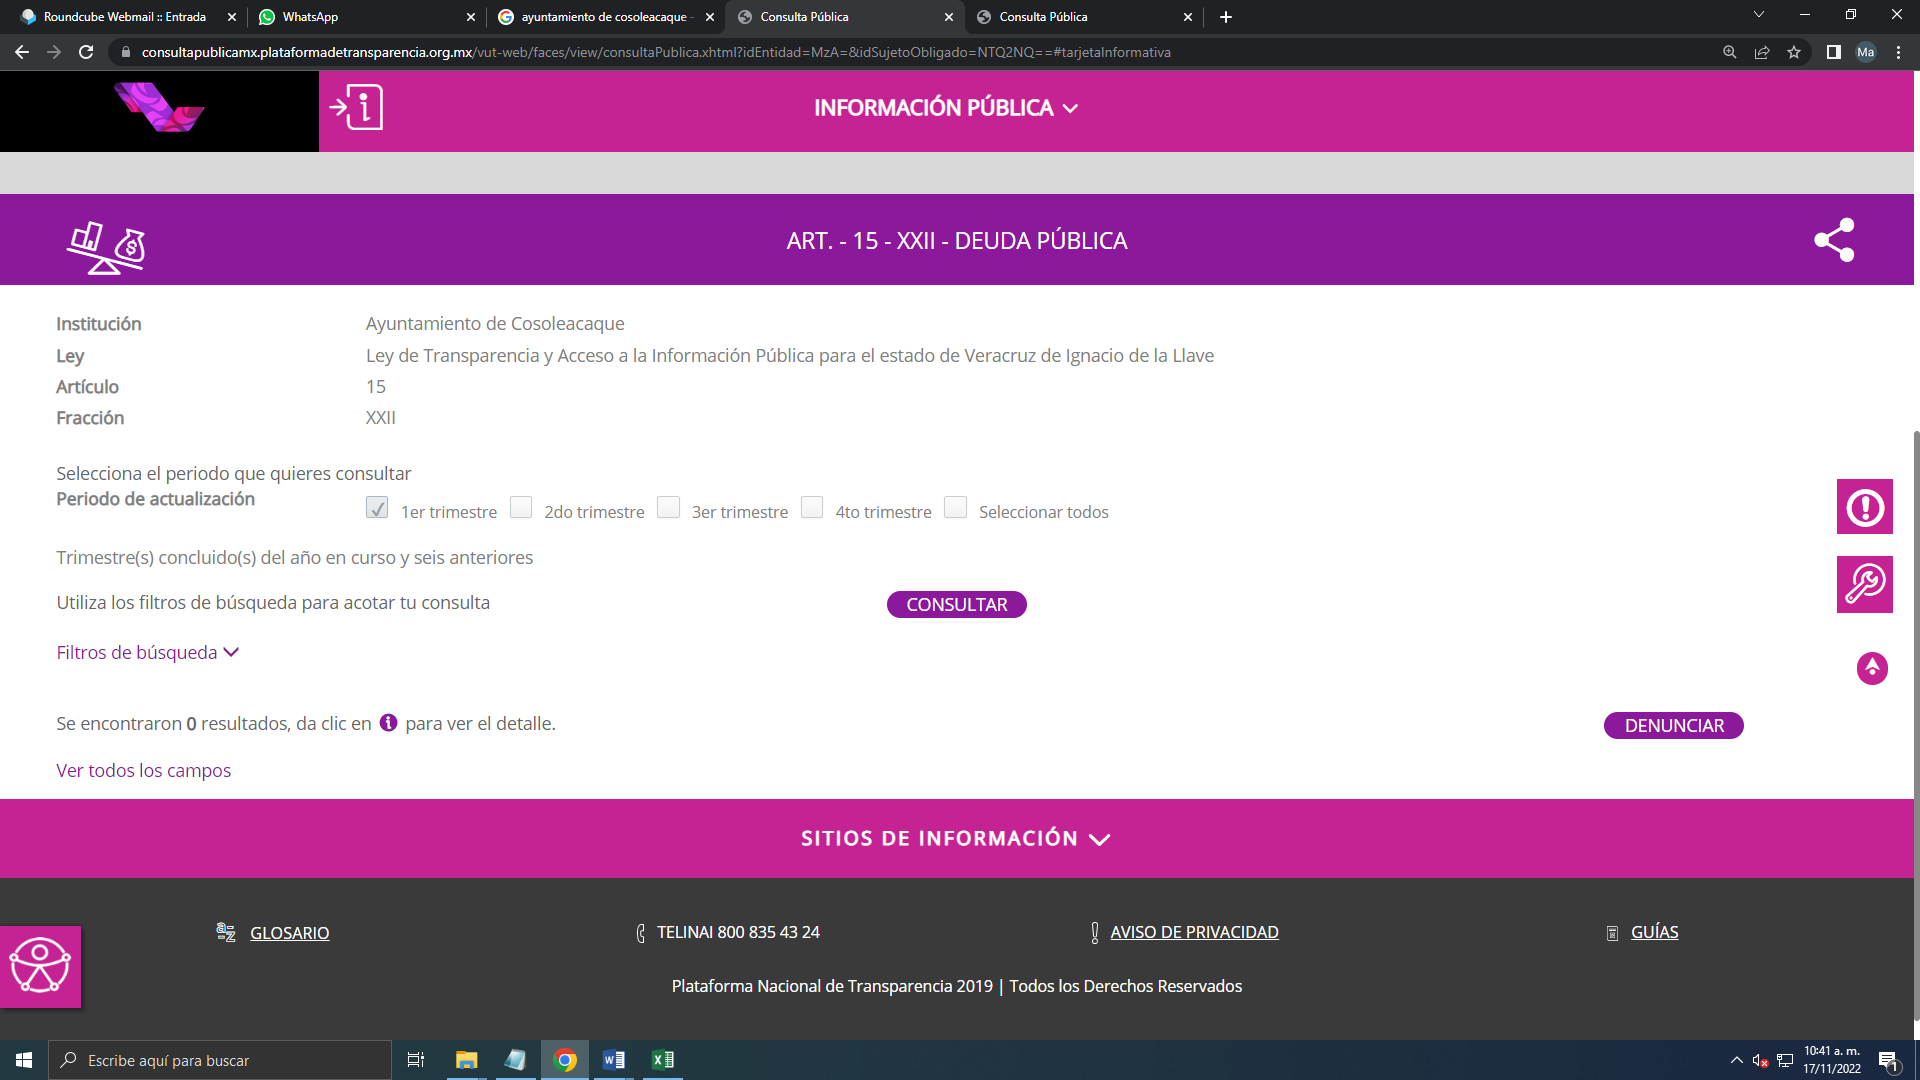 Roundcube Webmail :: Entrada
WhatsApp
ayuntamiento de cosoleacaque -
Consulta Pública
Consulta Pública
consultapublicamx.plataformadetransparencia.org.mx/vut-web/faces/view/consultaPublica.xhtml?idEntidad=MzA=&idSujetoObligado=NTQ2NQ==#tarjetaInformativa
Ma
INFORMACIÓN PÚBLICA
ART. - 15 - XXII - DEUDA PÚBLICA
Institución Ayuntamiento de Cosoleacaque
Ley Ley de Transparencia y Acceso a la Información Pública para el estado de Veracruz de Ignacio de la Llave
Artículo 15
Fracción XXII
Selecciona el periodo que quieres consultar
Periodo de actualización
1er trimestre 2do trimestre 3er trimestre 4to trimestre Seleccionar todos
Trimestre(s) concluido(s) del año en curso y seis anteriores
Utiliza los filtros de búsqueda para acotar tu consulta
CONSULTAR
Filtros de búsqueda
Se encontraron 0 resultados, da clic en i para ver el detalle.
DENUNCIAR
Ver todos los campos
SITIOS DE INFORMACIÓN
GLOSARIO
TELINAI 800 835 43 24
AVISO DE PRIVACIDAD
GUÍAS
Plataforma Nacional de Transparencia 2019 | Todos los Derechos Reservados
Escribe aquí para buscar
10:41 a. m.
17/11/2022
1